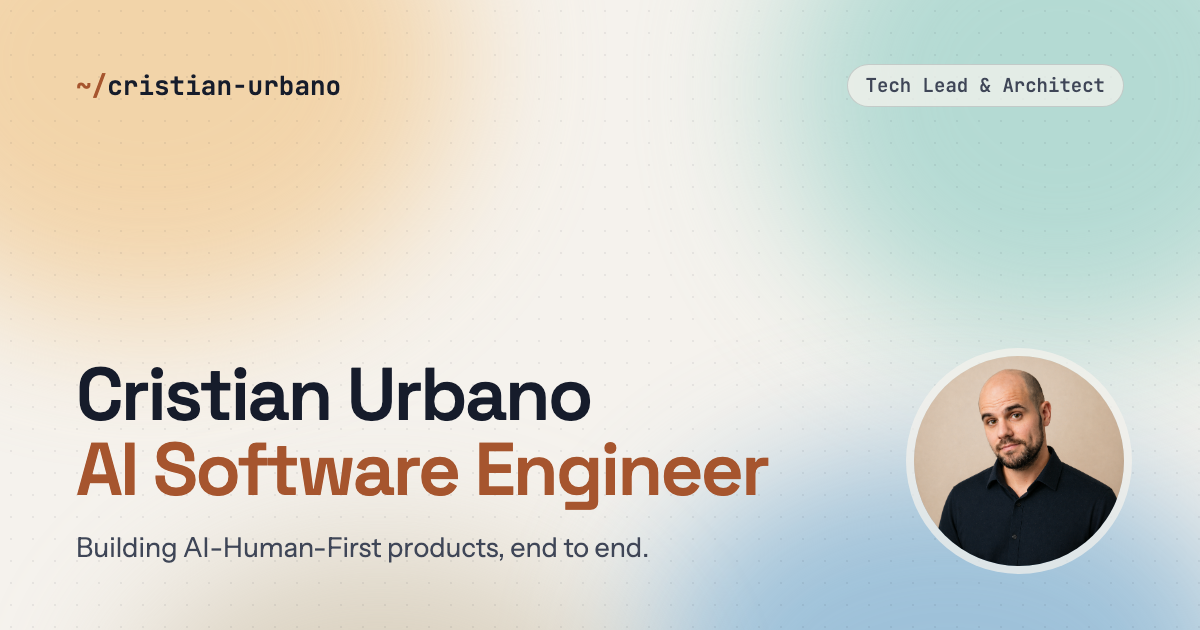 ~/cristian-urbano
Tech Lead & Architect
Cristian Urbano
AI Software Engineer
Building AI-Human-First products, end to end.